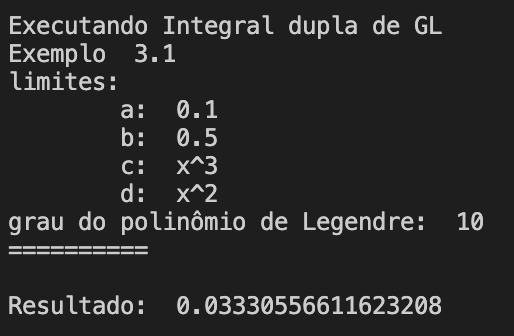 Executando Integral dupla de GL
Exemplo  3.1
limites:
        a:  0.1
        b:  0.5
        c:  x^3
        d:  x^2
grau do polinômio de Legendre:  10
==========
Resultado:  0.03330556611623208